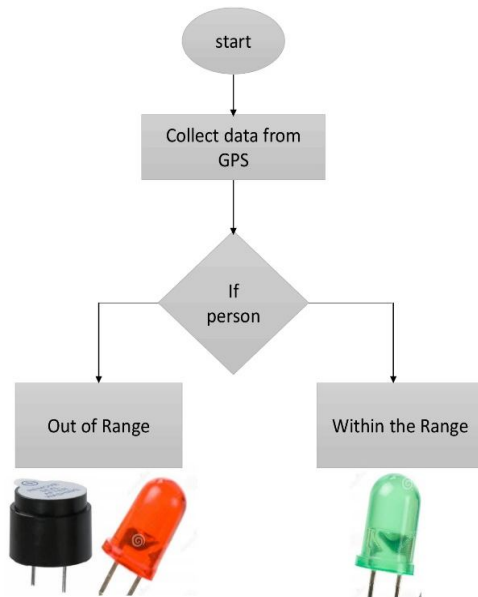 start
Collect data from
GPS
If
person
Out of Range
Within the Range